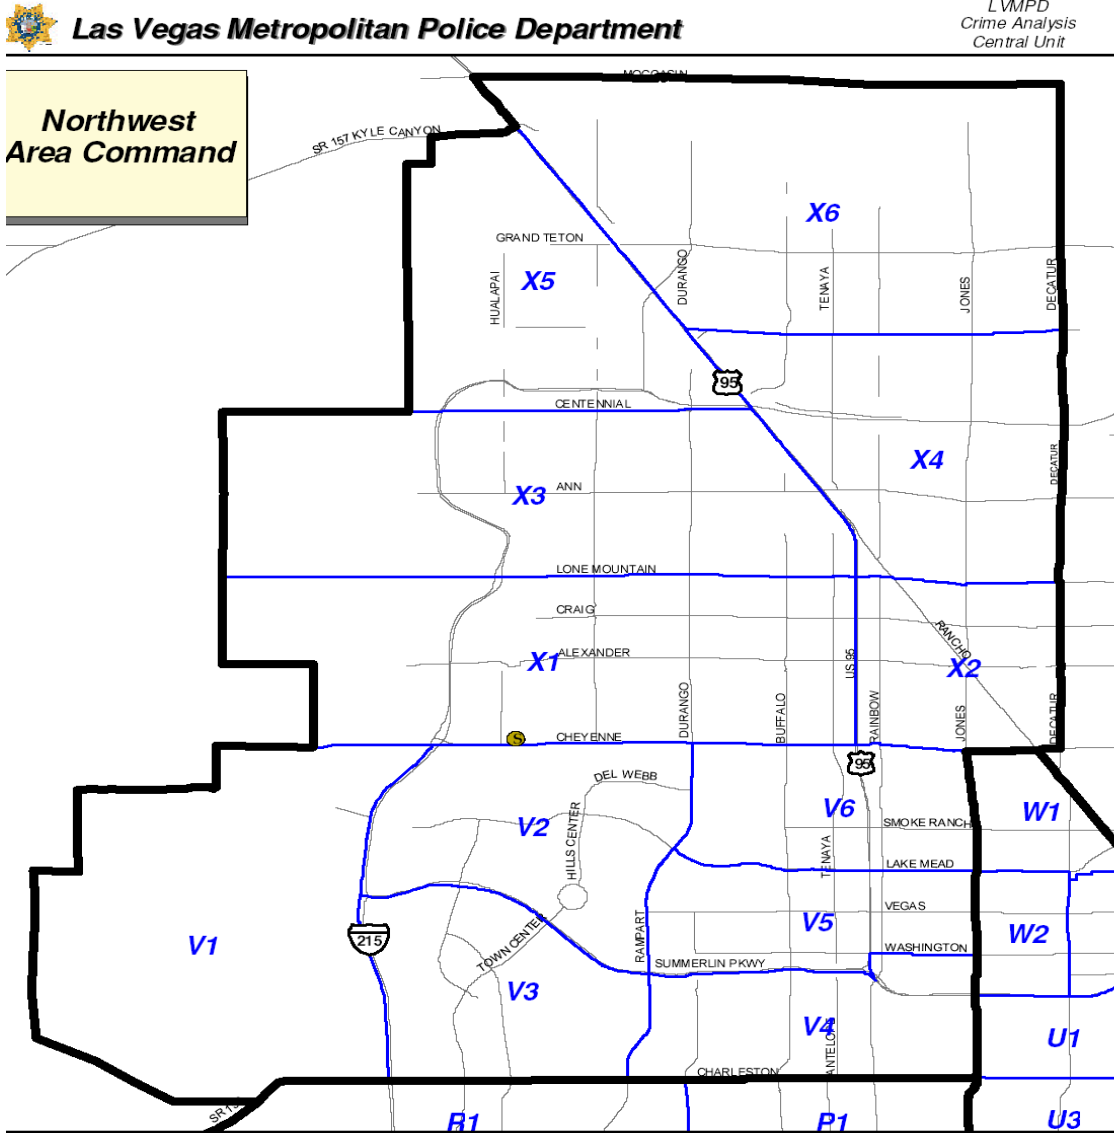 Las Vegas Metropolitan Police Department
LVMPD
Crime Analysis
Central Unit
Northwest
Area Command
MOCCASIN
SR 157 KYLE CANYON
X6
GRAND TETON
X5
HUALAPAI
DURANGO
TENAYA
JONES
DECATUR
95
CENTENNIAL
X4
DECATUR
X3
ANN
LONE MOUNTAIN
CRAIG
RANCHO
X1
ALEXANDER
US 95
X2
DURANGO
BUFFALO
RAINBOW
JONES
DECATUR
S
CHEYENNE
95
DEL WEBB
HILLS CENTER
V2
V6
W1
SMOKE RANCH
TENAYA
LAKE MEAD
VEGAS
V5
W2
V1
215
TOWN CENTER
RAMPART
WASHINGTON
SUMMERLIN PKWY
V3
V4
ANTELOPE
U1
CHARLESTON
SR 15
R1
P1
U3